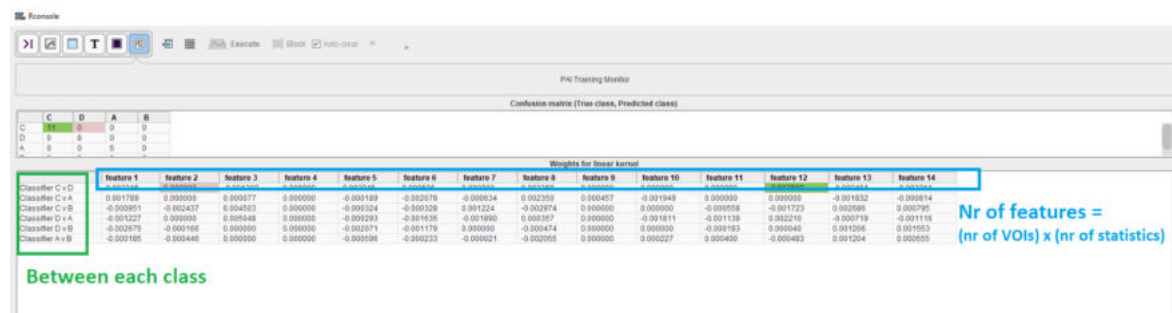 Rconsole
T Execute Block Auto-clear
PAI Training Monitor
Confusion matrix (True class, Predicted class)
C D A B
C 11 0 0 0
D 0 8 0 0
A 0 0 6 0
Weights for linear kernel
feature 1 feature 2 feature 3 feature 4 feature 5 feature 6 feature 7 feature 8 feature 9 feature 10 feature 11 feature 12 feature 13 feature 14
Classifier C v D
Classifier C v A 0.001789 0.000000 0.000077 0.000000 -0.000189 -0.002078 -0.000634 0.002350 0.000457 -0.001949 0.000000 0.000000 -0.001832 -0.000814
Classifier C v B -0.000951 -0.002437 0.004503 0.000000 -0.000324 -0.000328 0.001224 -0.002974 0.000000 0.000000 -0.000558 -0.001723 0.002686 0.000795
Classifier D v A -0.001227 0.000000 0.005048 0.000000 -0.000293 -0.001635 -0.001890 0.000357 0.000000 -0.001811 -0.001139 0.002210 -0.000719 -0.001116
Classifier D v B -0.002675 -0.000166 0.000000 0.000000 -0.002071 -0.001179 0.000000 -0.000474 0.000000 0.000000 -0.000193 0.000040 0.001206 0.001553
Classifier A v B -0.000185 -0.000446 0.000000 0.000000 -0.000596 -0.000233 -0.000021 -0.002055 0.000000 0.000227 0.000400 -0.000483 0.001204 0.000555
Nr of features =
(nr of VOIs) x (nr of statistics)
Between each class